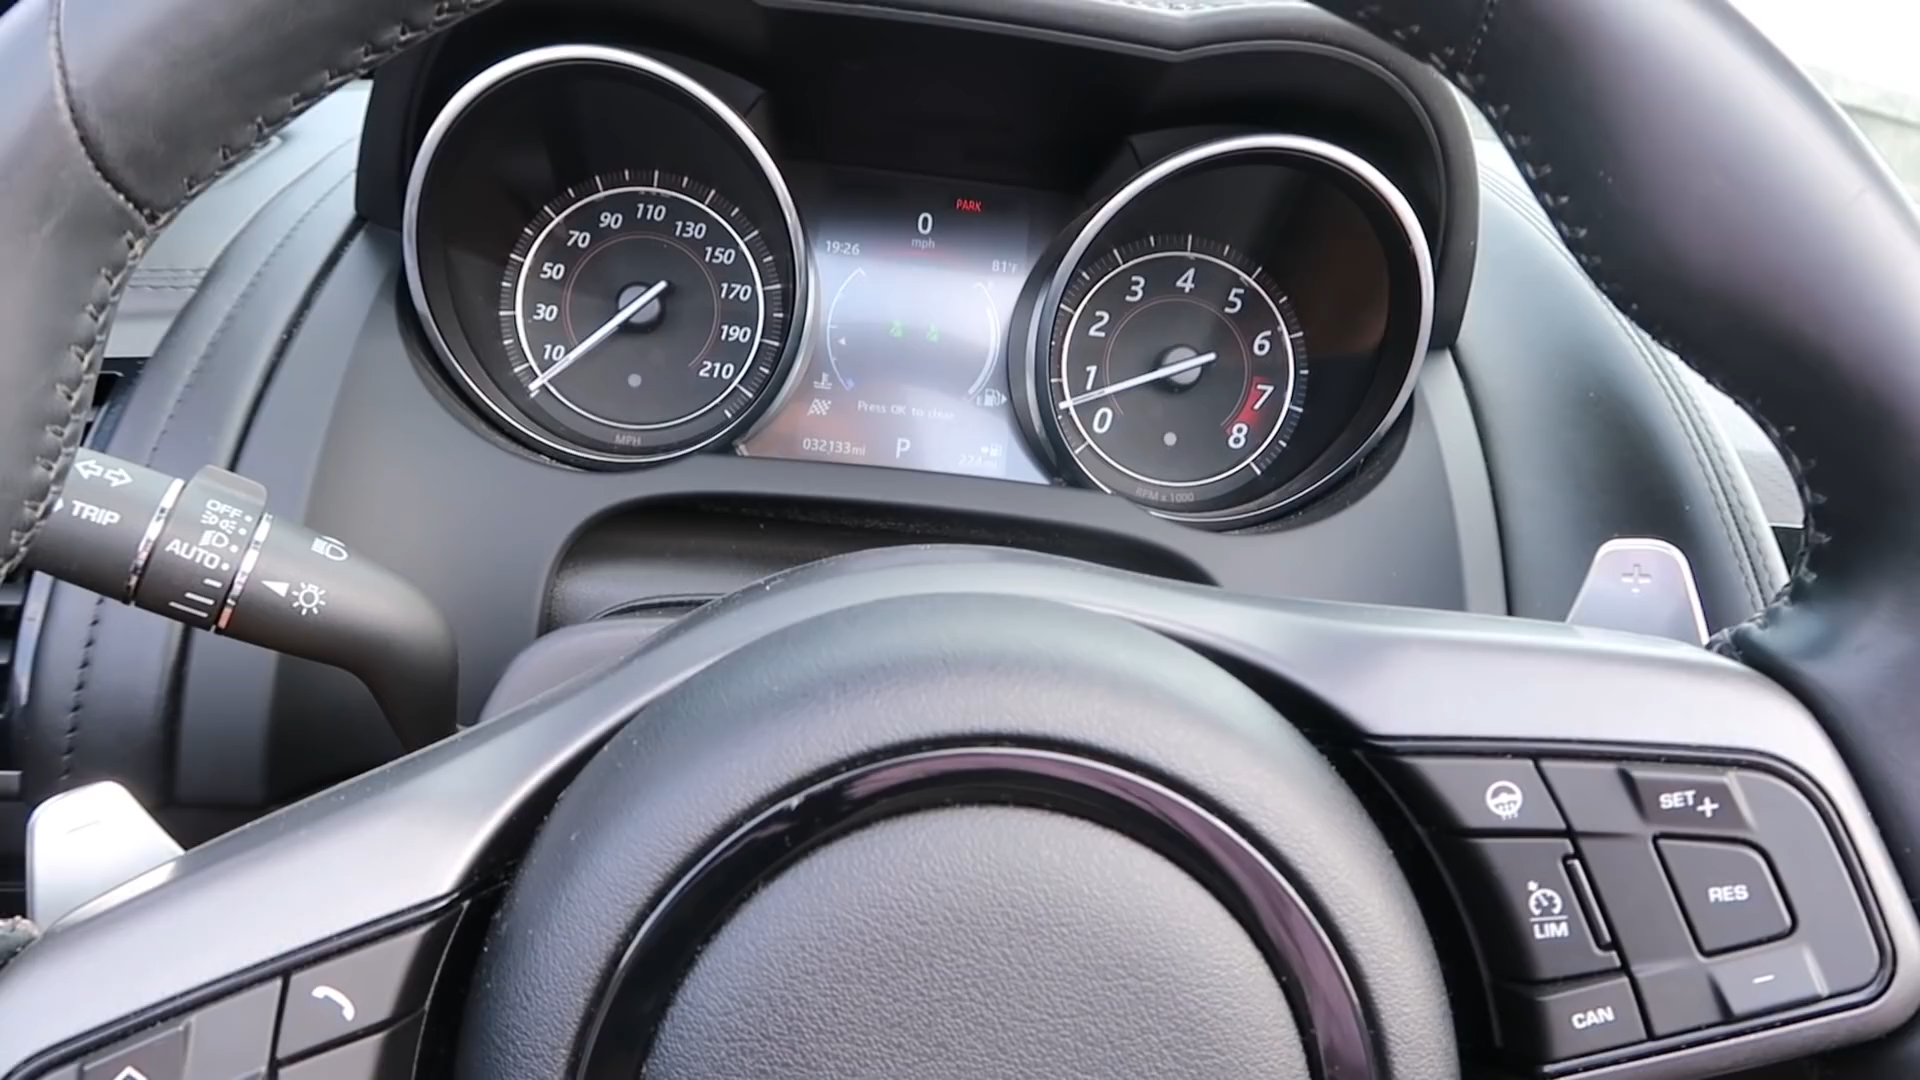 10
30
50
70
90
110
130
150
170
190
210
MPH
PARK
0
mph
19:26
81°F
Press OK to clear
032133mi
P
0
1
2
3
4
5
6
7
8
RPM x 1000
TRIP
OFF
AUTO
+
SET +
RES
LIM
CAN
−